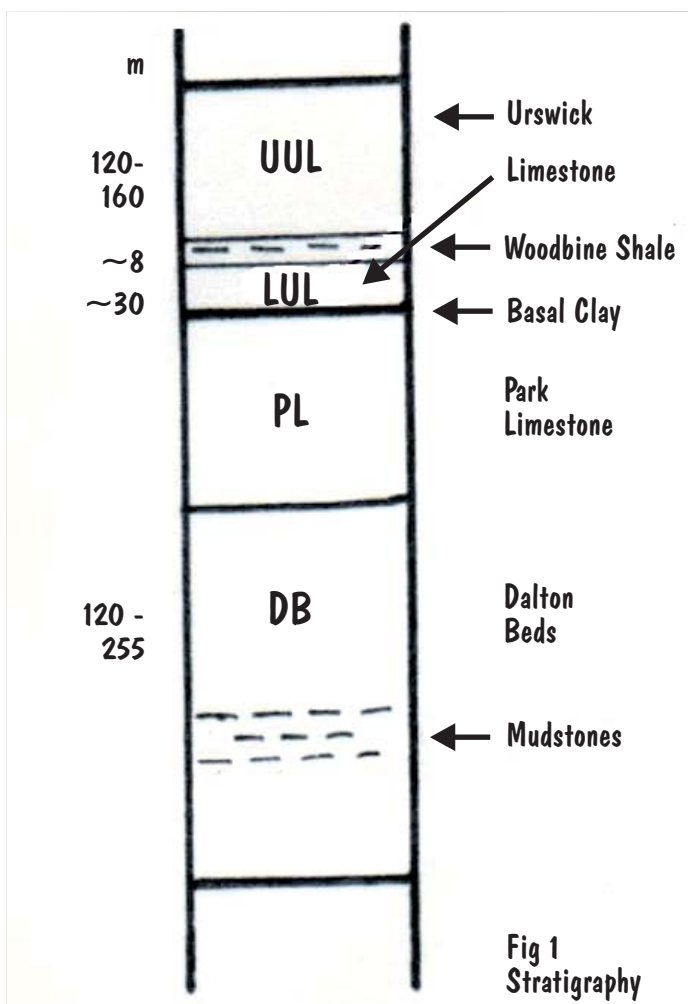 m
Urswick
UUL
120-
160
Limestone
Woodbine Shale
~8
LUL
~30
Basal Clay
PL
Park
Limestone
DB
Dalton
Beds
120 -
255
Mudstones
Fig 1
Stratigraphy